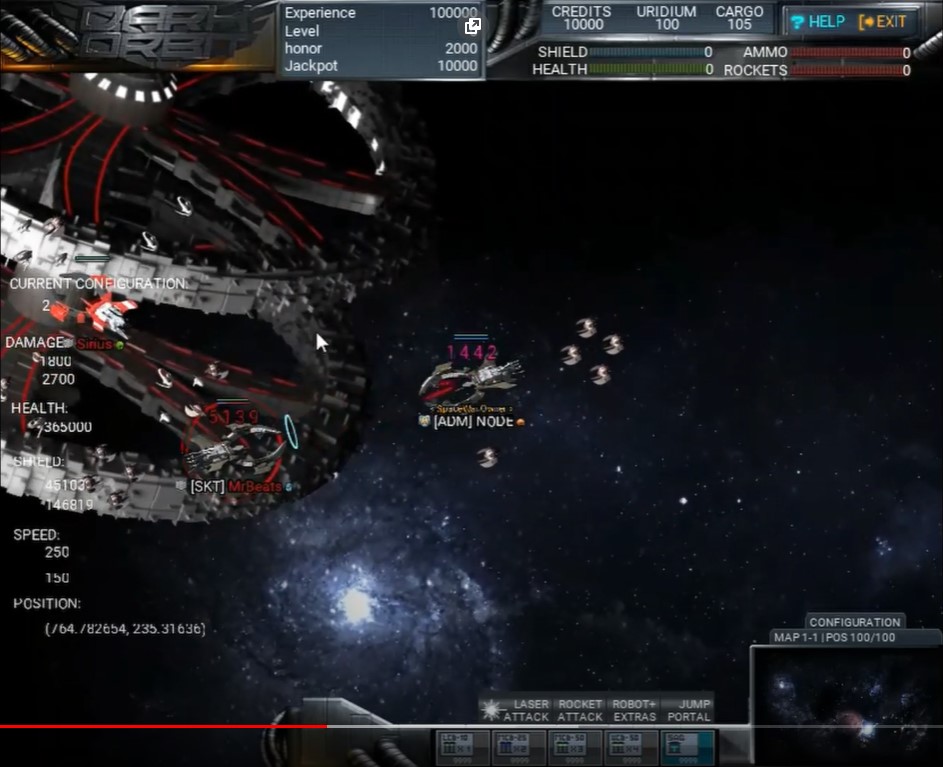 DARK
ORBIT
Experience 100000
Level
honor 2000
Jackpot 10000
CREDITS URIDIUM CARGO
10000 100 105
? HELP EXIT
SHIELD 0 AMMO 0
HEALTH 0 ROCKETS 0
CURRENT CONFIGURATION:
2
DAMAGE: Sirius
1800
2700
HEALTH:
365000
SHIELD:
45103
146819
SPEED:
250
150
POSITION:
(764.782654, 235.31636)
1442
[ADM] NODE
5139
[SKT] MrBeats
CONFIGURATION
MAP 1-1 | POS 100/100
LASER ATTACK
ROCKET ATTACK
ROBOT+ EXTRAS
JUMP PORTAL